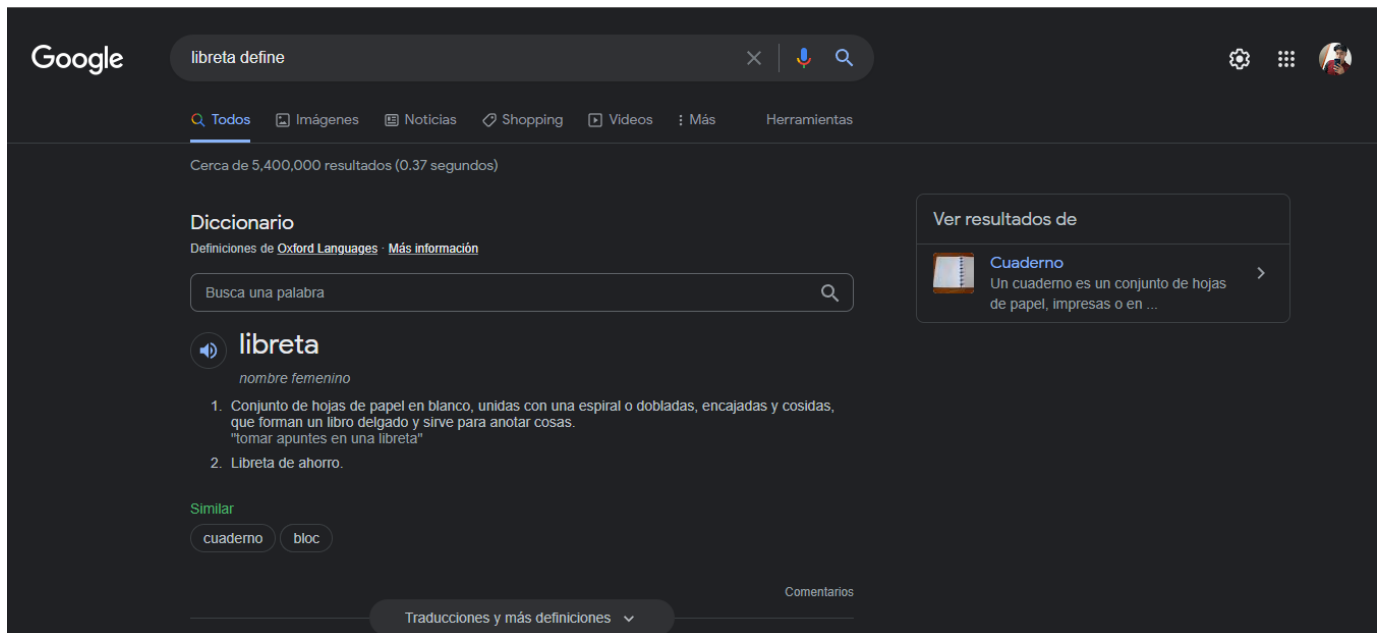 Google
libreta define
Todos Imágenes Noticias Shopping Videos Más Herramientas
Cerca de 5,400,000 resultados (0.37 segundos)
Diccionario
Definiciones de Oxford Languages · Más información
Busca una palabra
libreta
nombre femenino
1. Conjunto de hojas de papel en blanco, unidas con una espiral o dobladas, encajadas y cosidas,
que forman un libro delgado y sirve para anotar cosas.
"tomar apuntes en una libreta"
2. Libreta de ahorro.
Similar
cuaderno bloc
Comentarios
Traducciones y más definiciones
Ver resultados de
Cuaderno
Un cuaderno es un conjunto de hojas
de papel, impresas o en ...